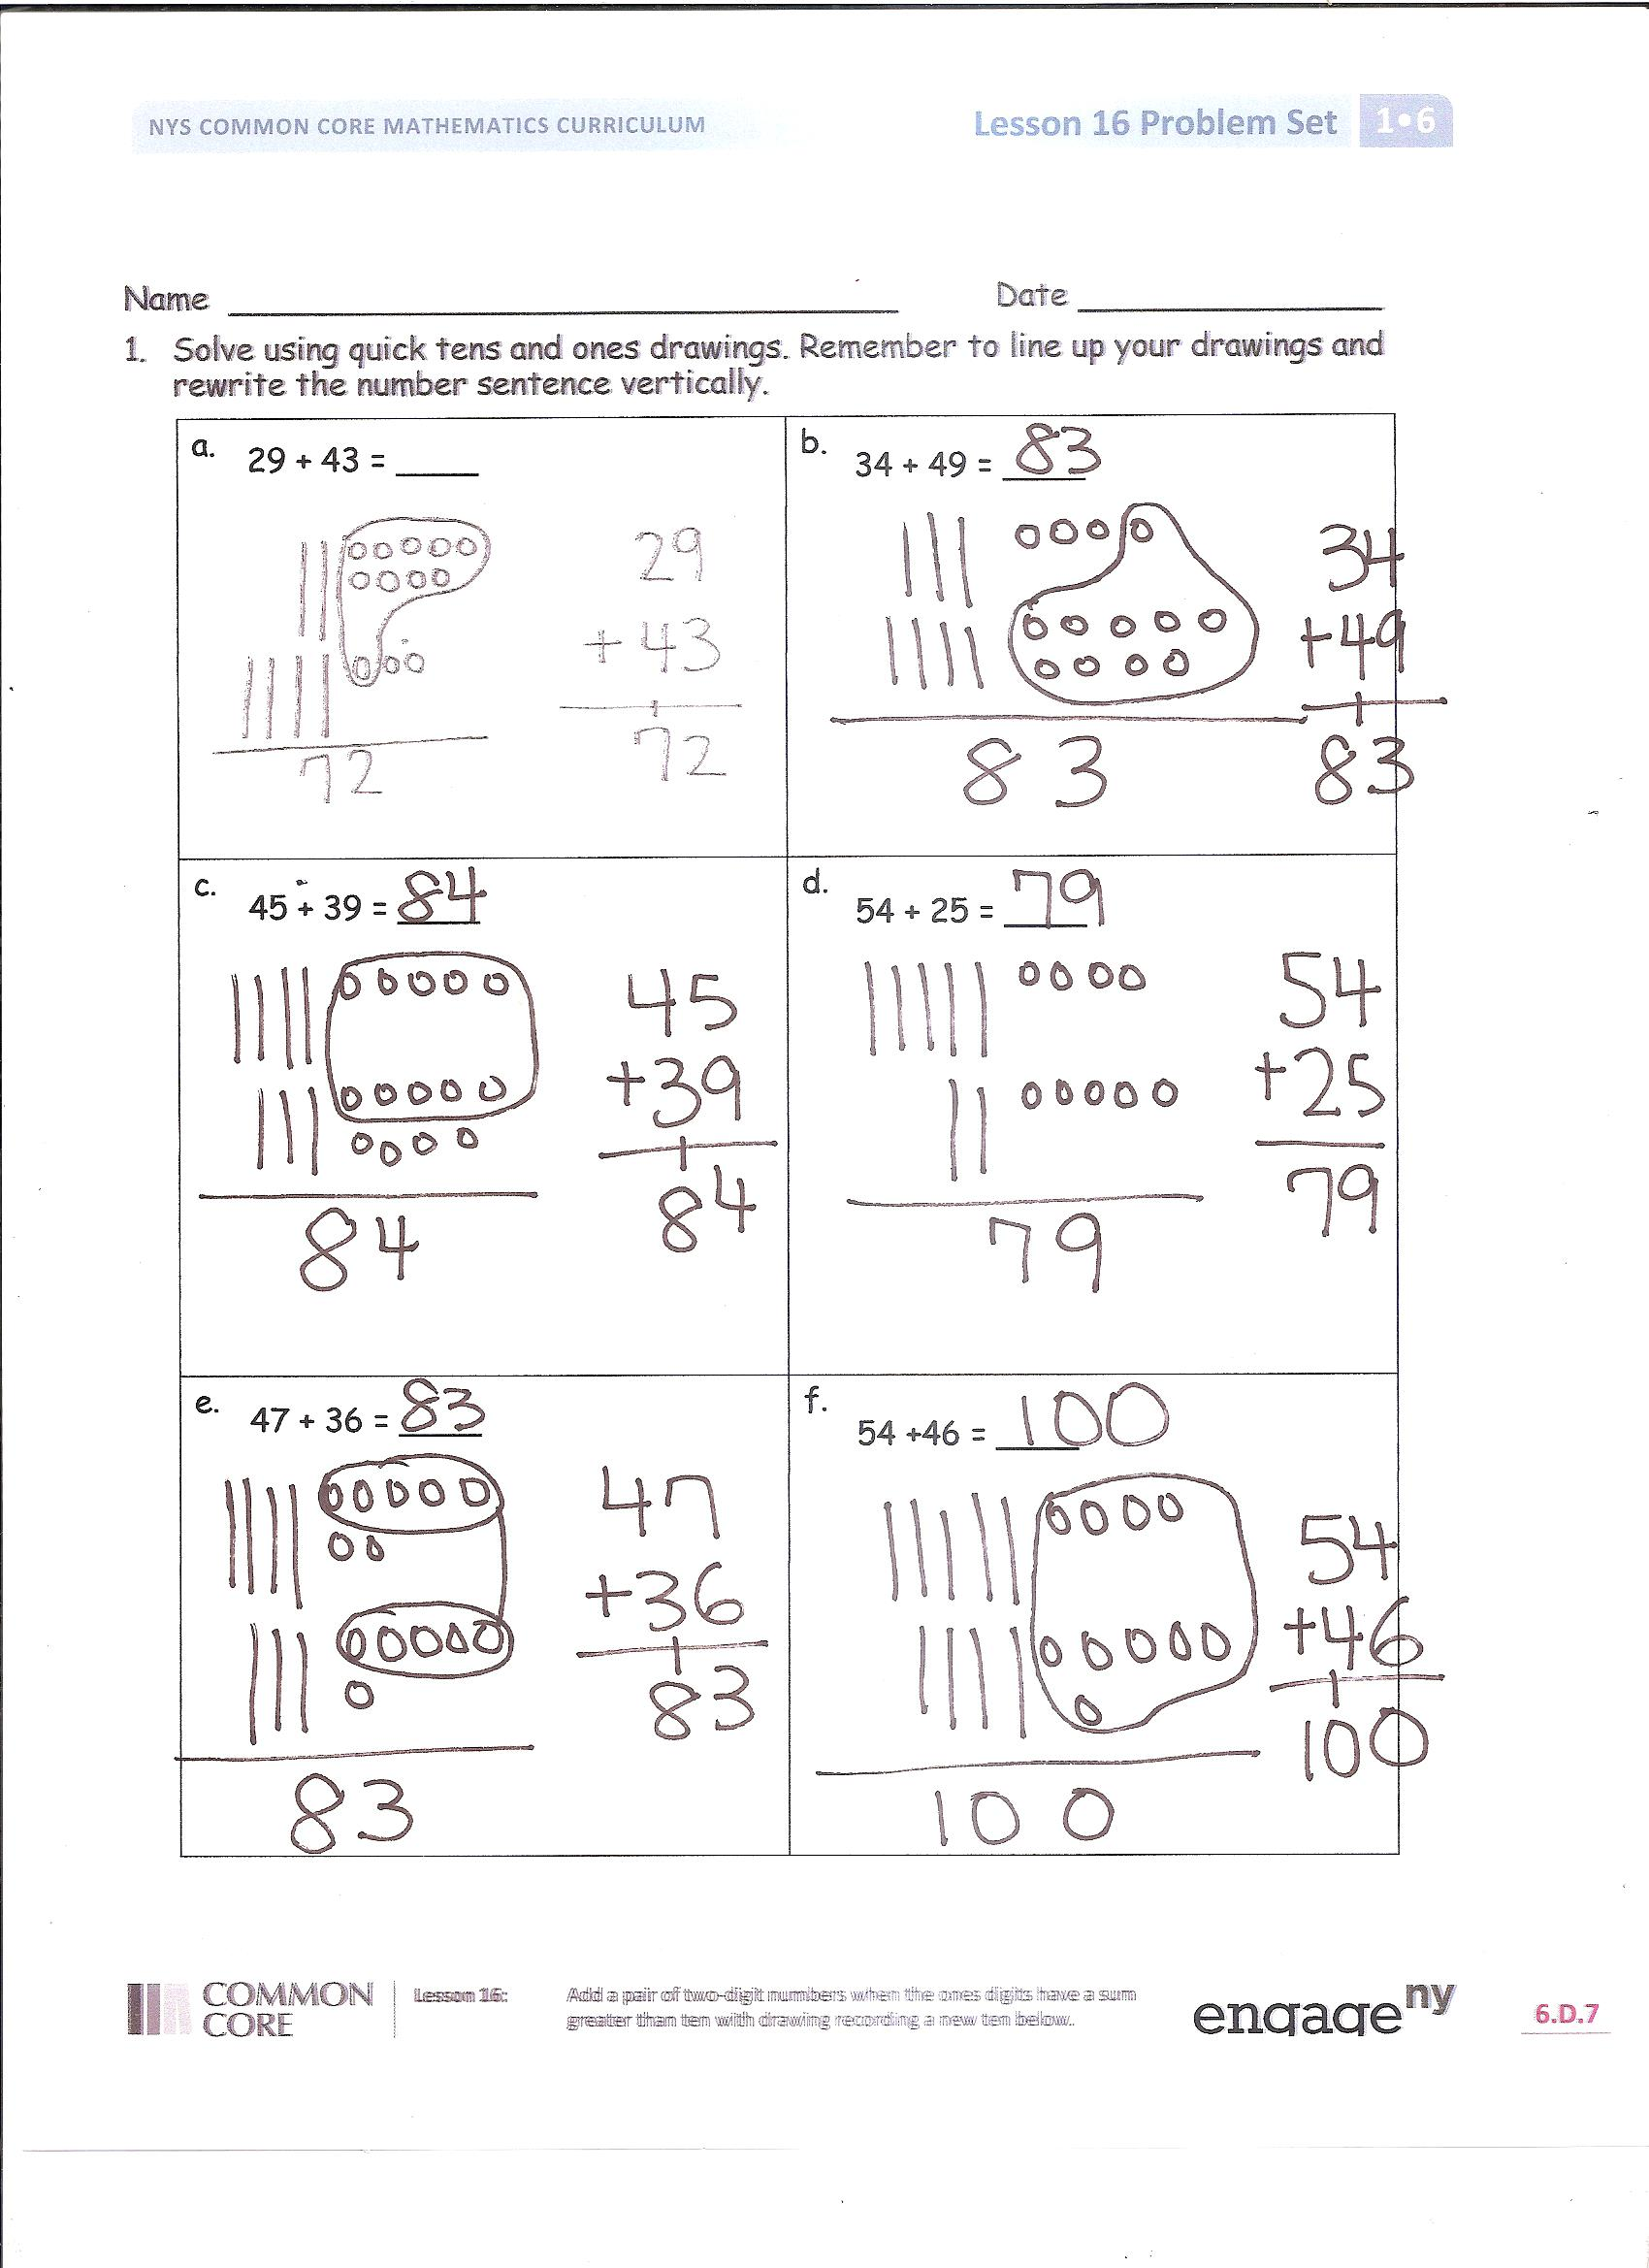 NYS COMMON CORE MATHEMATICS CURRICULUM
Lesson 16 Problem Set 1•6
Name
Date
1. Solve using quick tens and ones drawings. Remember to line up your drawings and
rewrite the number sentence vertically.
a. 29 + 43 = ____
29
+ 43
1
72
72
b. 34 + 49 = 83
34
+49
1
83
83
c. 45 + 39 = 84
45
+39
1
84
84
d. 54 + 25 = 79
54
+25
79
79
e. 47 + 36 = 83
47
+36
1
83
83
f. 54 +46 = 100
54
+46
1
100
100
COMMON
CORE
Lesson 16:
Add a pair of two-digit numbers when the ones digits have a sum
greater than ten with drawing recording a new ten below.
engage ny
6.D.7